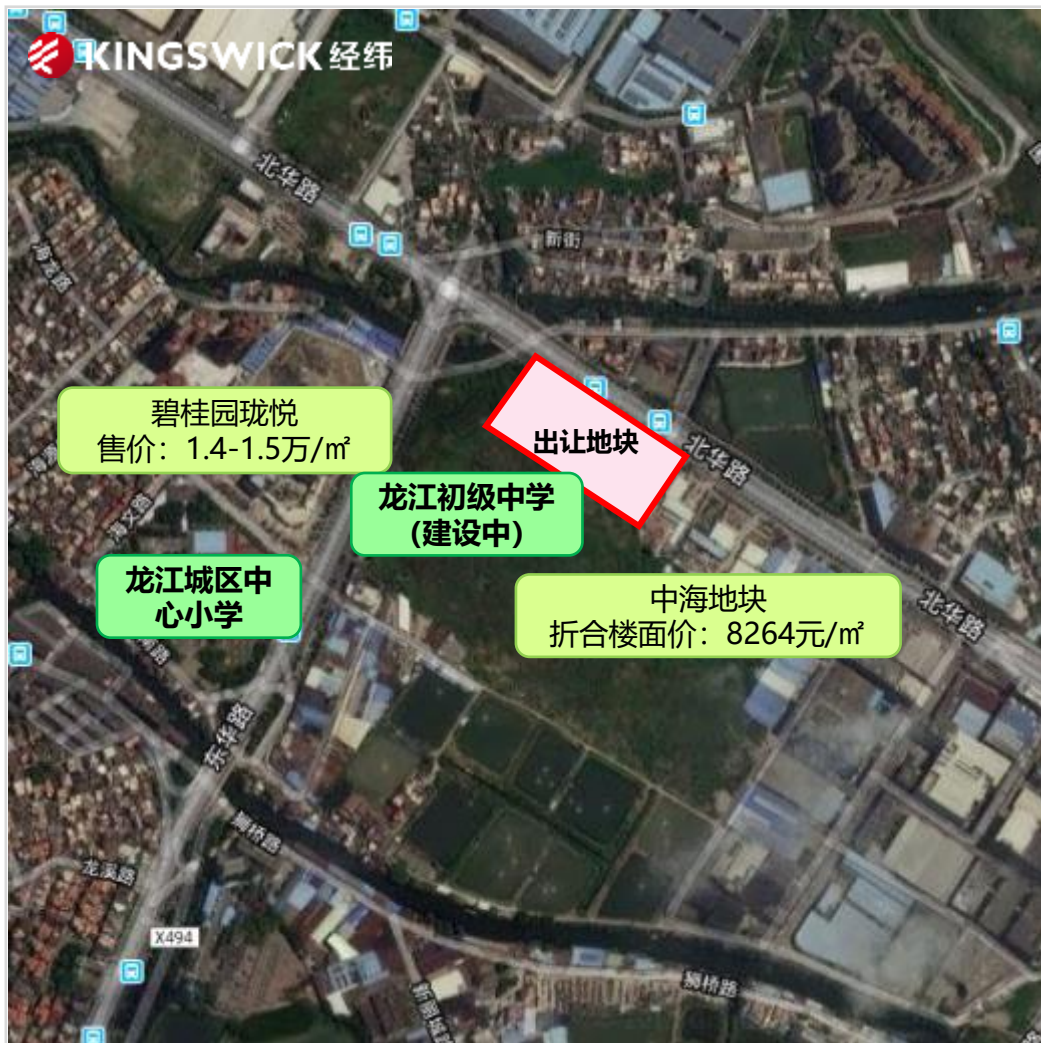 KINGSWICK 经纬
北华路
新街
碧桂园珑悦
售价：1.4-1.5万/㎡
出让地块
北华路
龙江初级中学
(建设中)
龙江城区中
心小学
中海地块
折合楼面价：8264元/㎡
北华路
东华路
龙溪路
X494
狮桥路